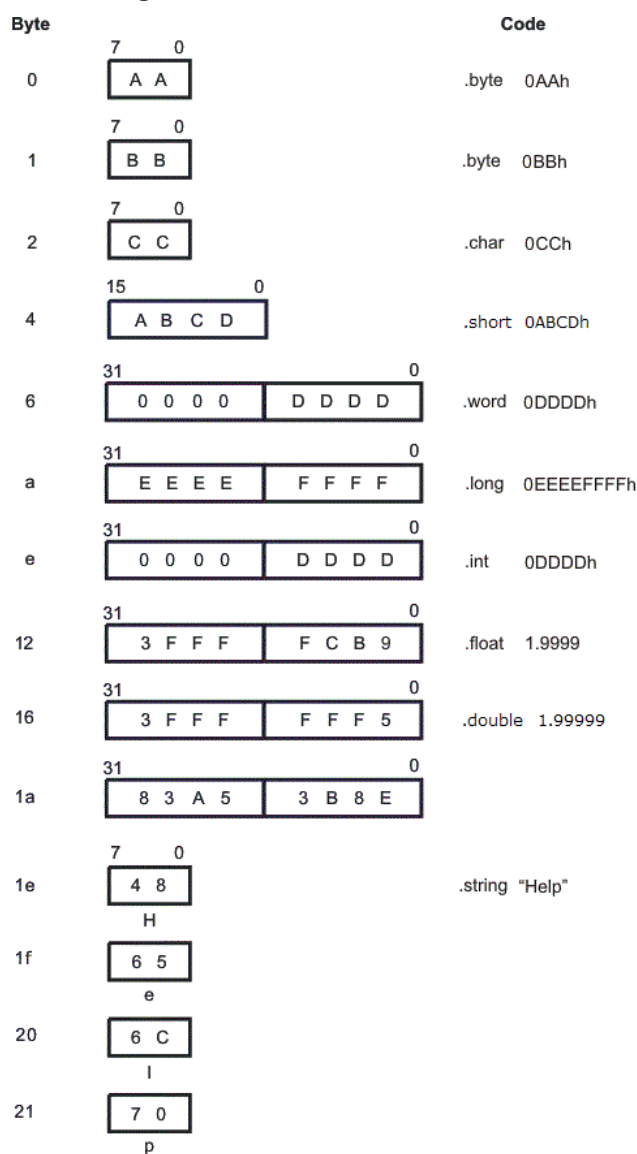 Byte Code
7 0
0 A A .byte 0AAh
7 0
1 B B .byte 0BBh
7 0
2 C C .char 0CCh
15 0
4 A B C D .short 0ABCDh
31 0
6 0 0 0 0 D D D D .word 0DDDDh
31 0
a E E E E F F F F .long 0EEEEFFFFh
31 0
e 0 0 0 0 D D D D .int 0DDDDh
31 0
12 3 F F F F C B 9 .float 1.9999
31 0
16 3 F F F F F F 5 .double 1.99999
31 0
1a 8 3 A 5 3 B 8 E
7 0
1e 4 8 .string “Help”
H
1f 6 5
e
20 6 C
l
21 7 0
p